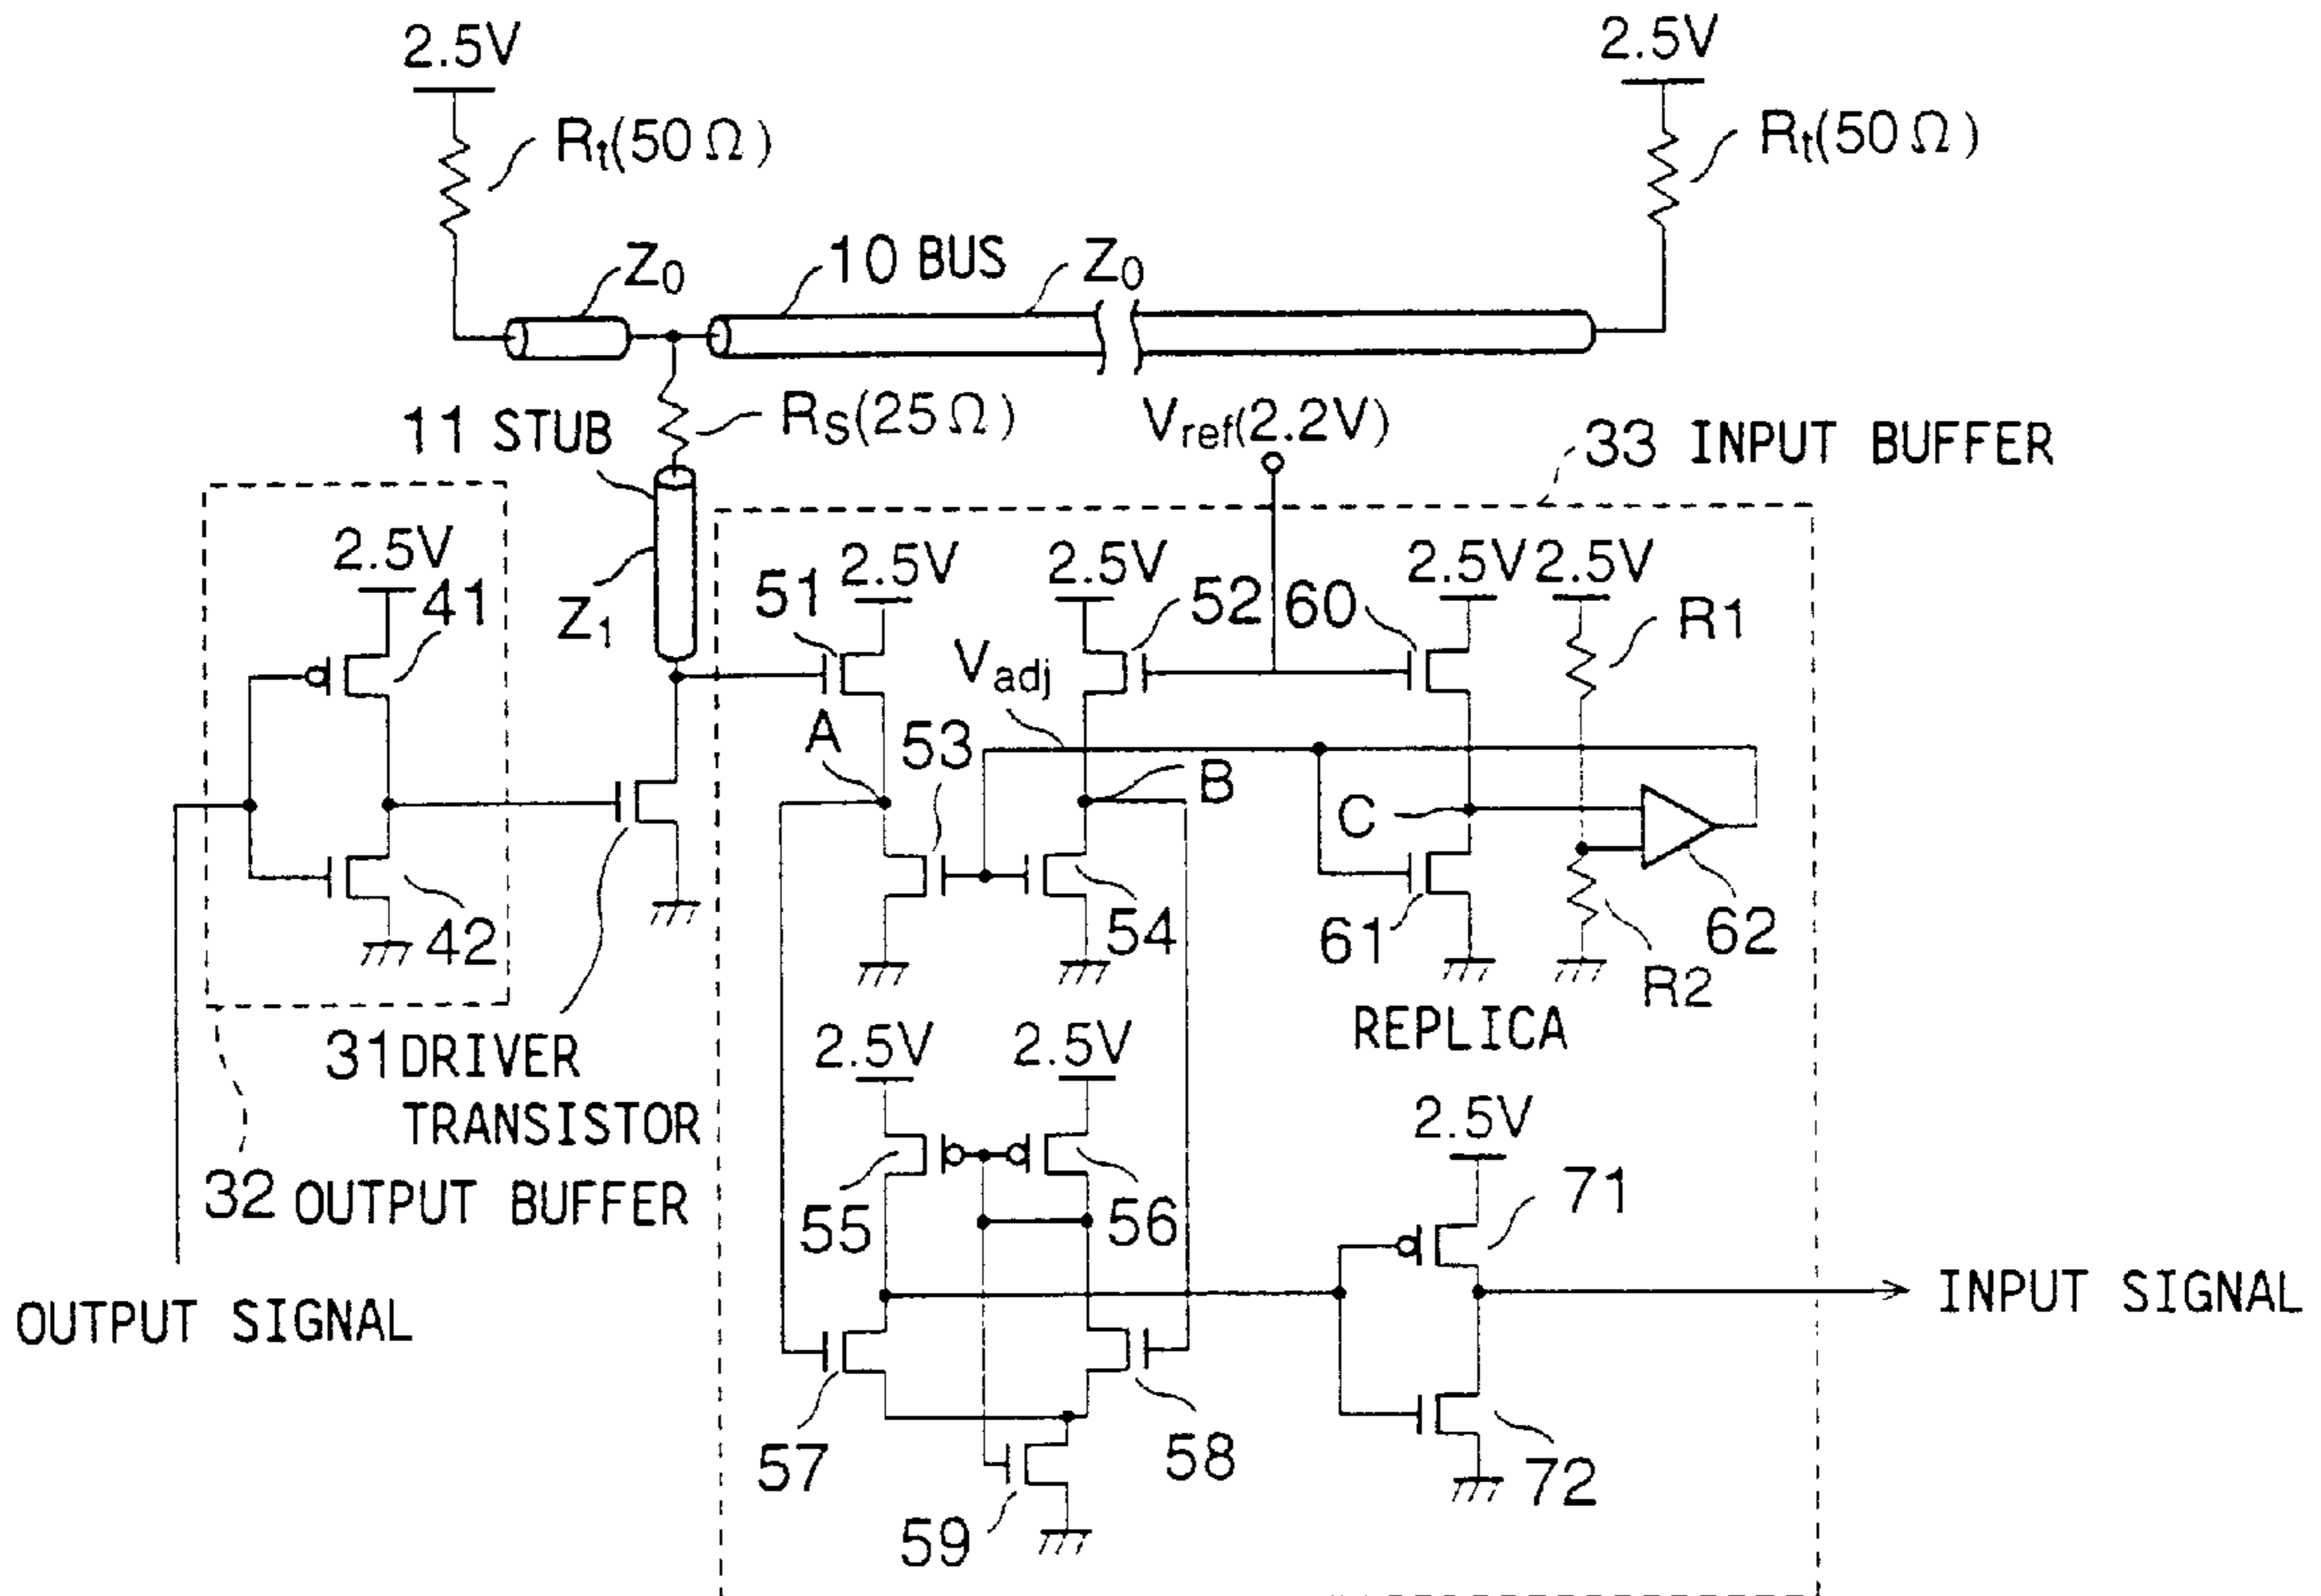 2.5V
2.5V
Rt(50Ω)
Rt(50Ω)
Z0
10 BUS
Z0
11 STUB
RS(25Ω)
Vref(2.2V)
33 INPUT BUFFER
2.5V
41
Z1
51
2.5V
2.5V
52
60
2.5V
2.5V
R1
Vadj
A
53
B
C
42
54
61
62
R2
REPLICA
31 DRIVER
TRANSISTOR
2.5V
2.5V
2.5V
32 OUTPUT BUFFER
55
56
71
OUTPUT SIGNAL
INPUT SIGNAL
57
58
72
59